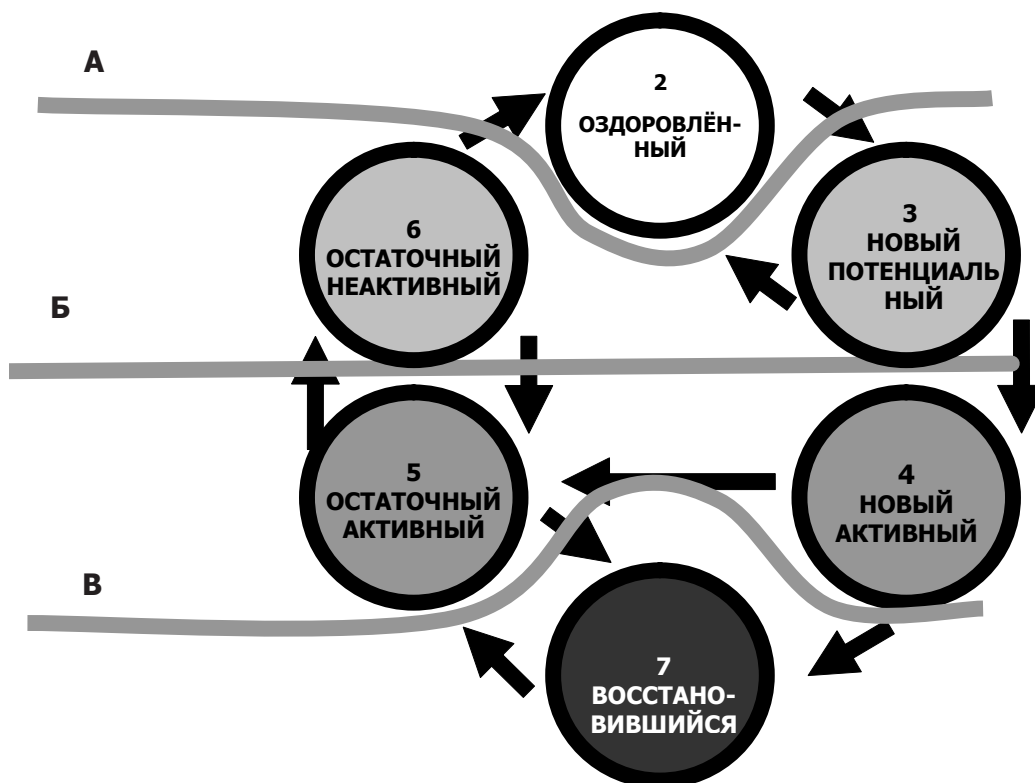 А
2
ОЗДОРОВЛЁН-
НЫЙ
6
ОСТАТОЧНЫЙ
НЕАКТИВНЫЙ
3
НОВЫЙ
ПОТЕНЦИАЛЬ
НЫЙ
Б
5
ОСТАТОЧНЫЙ
АКТИВНЫЙ
4
НОВЫЙ
АКТИВНЫЙ
В
7
ВОССТАНО-
ВИВШИЙСЯ